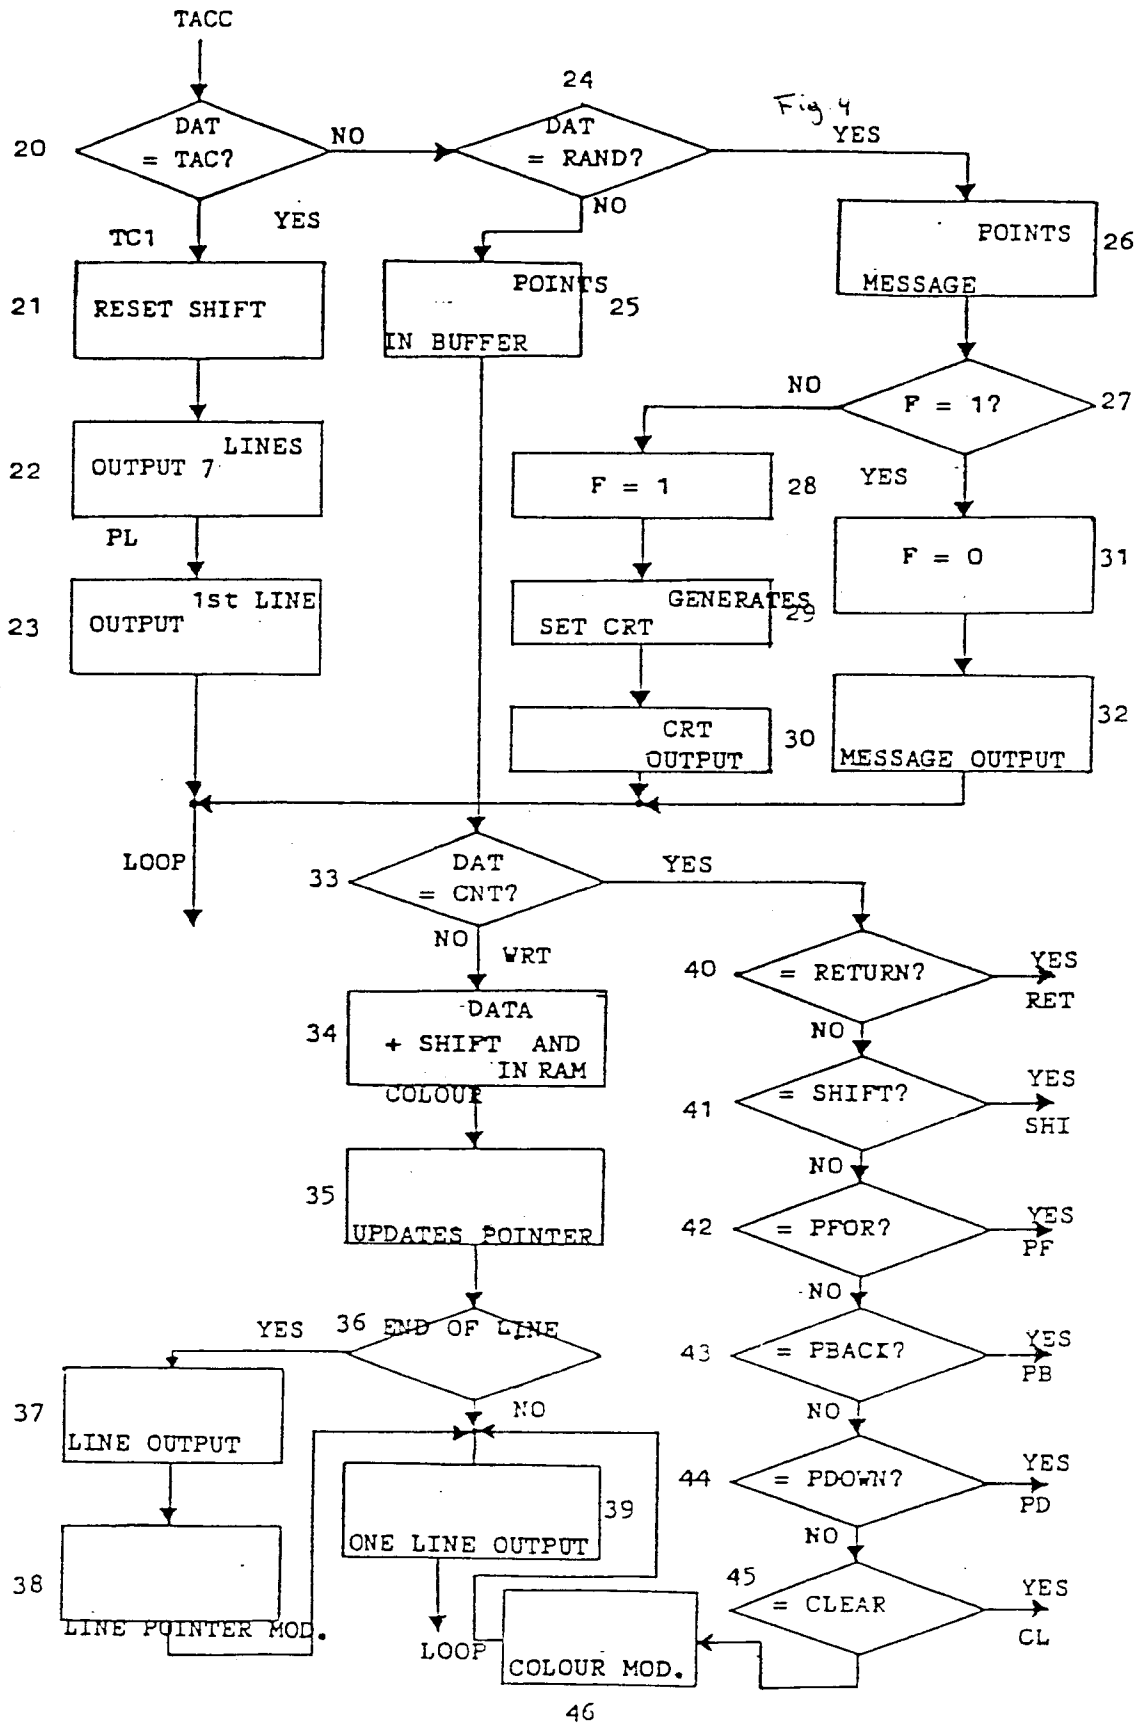 TACC
24
Fig 4
20
DAT
= TAC?
NO
DAT
= RAND?
YES
YES
NO
TC1
21
RESET SHIFT
POINTS
IN BUFFER
25
POINTS
MESSAGE
26
22
LINES
OUTPUT 7
NO
F = 1?
27
PL
F = 1
28
YES
23
1st LINE
OUTPUT
GENERATES
SET CRT
29
F = 0
31
CRT
OUTPUT
30
MESSAGE OUTPUT
32
LOOP
33
DAT
= CNT?
YES
NO
WRT
34
DATA
+ SHIFT AND
IN RAM
COLOUR
40
= RETURN?
YES
RET
NO
41
= SHIFT?
YES
SHI
NO
35
UPDATES POINTER
42
= PFOR?
YES
PF
NO
YES
36
END OF LINE
43
= PBACK?
YES
PB
NO
NO
37
LINE OUTPUT
44
= PDOWN?
YES
PD
NO
39
ONE LINE OUTPUT
38
LINE POINTER MOD.
45
= CLEAR
YES
CL
LOOP
COLOUR MOD.
46